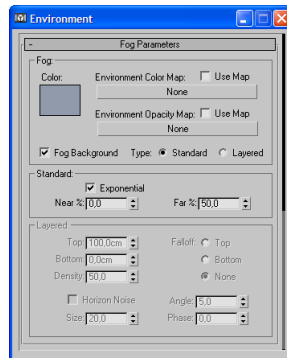 Environment
- Fog Parameters
Fog:
Color: Environment Color Map: Use Map
None
Environment Opacity Map: Use Map
None
Fog Background Type: Standard Layered
Standard:
Exponential
Near %: 0,0 Far %: 50,0
Layered
Top: 100,0cm Falloff: Top
Bottom: 0,0cm Bottom
Density: 50,0 None
Horizon Noise Angle: 5,0
Size: 20,0 Phase: 0,0